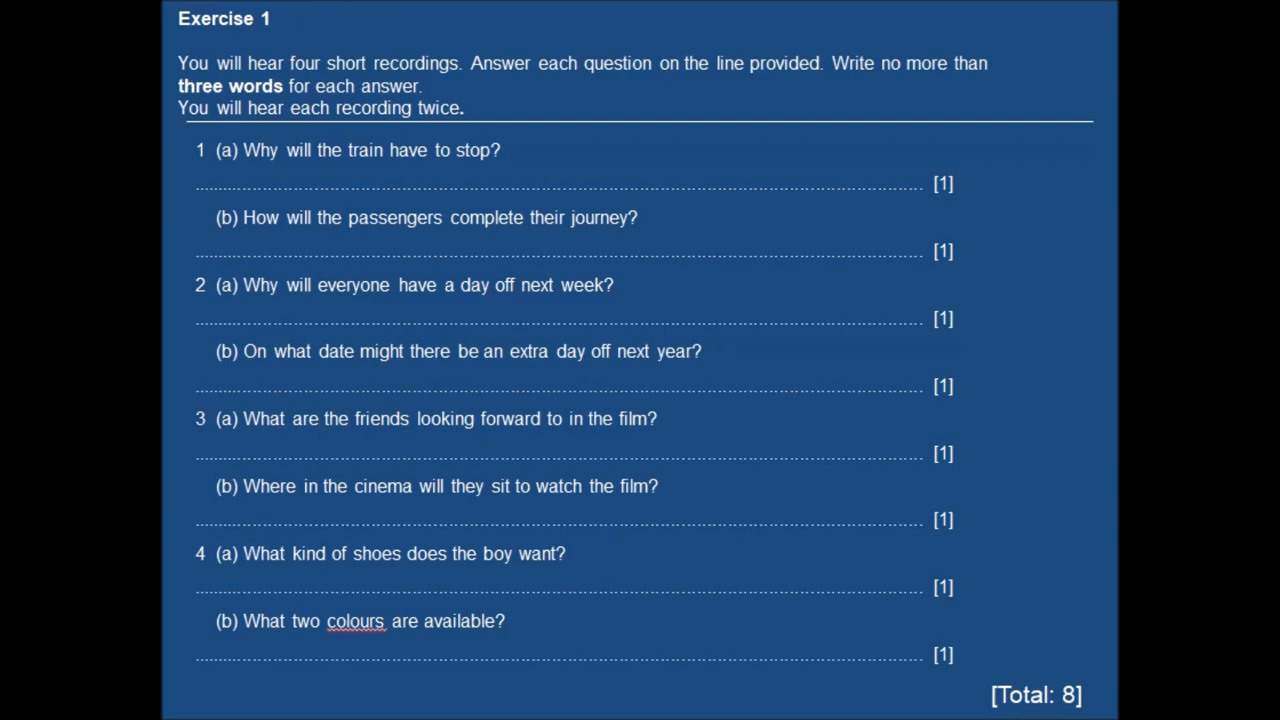 Exercise 1
You will hear four short recordings. Answer each question on the line provided. Write no more than
three words for each answer.
You will hear each recording twice.
1 (a) Why will the train have to stop?
........................................................................................................................ [1]
(b) How will the passengers complete their journey?
........................................................................................................................ [1]
2 (a) Why will everyone have a day off next week?
........................................................................................................................ [1]
(b) On what date might there be an extra day off next year?
........................................................................................................................ [1]
3 (a) What are the friends looking forward to in the film?
........................................................................................................................ [1]
(b) Where in the cinema will they sit to watch the film?
........................................................................................................................ [1]
4 (a) What kind of shoes does the boy want?
........................................................................................................................ [1]
(b) What two colours are available?
........................................................................................................................ [1]
[Total: 8]